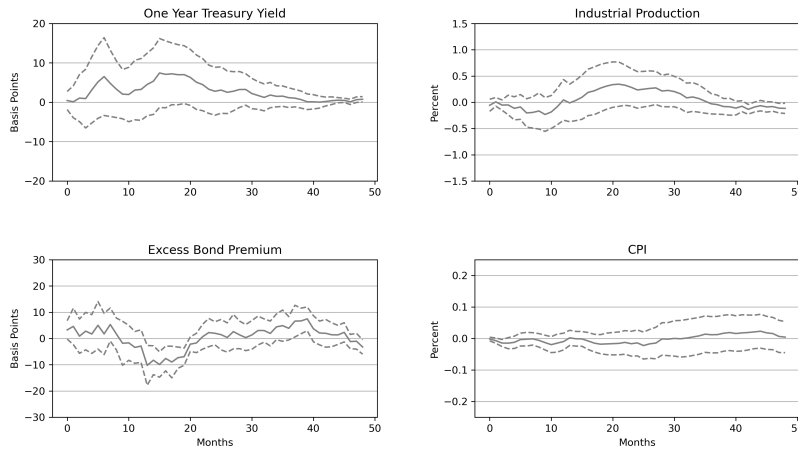 One Year Treasury Yield
20
10
0
−10
−20
Basis Points
0 10 20 30 40 50
Industrial Production
1.5
1.0
0.5
0.0
−0.5
−1.0
−1.5
Percent
0 10 20 30 40
Excess Bond Premium
30
20
10
0
−10
20
−30
Basis Points
0 10 20 30 40 50
Months
CPI
0.2
0.1
0.0
−0.1
−0.2
Percent
0 10 20 30 40
Months